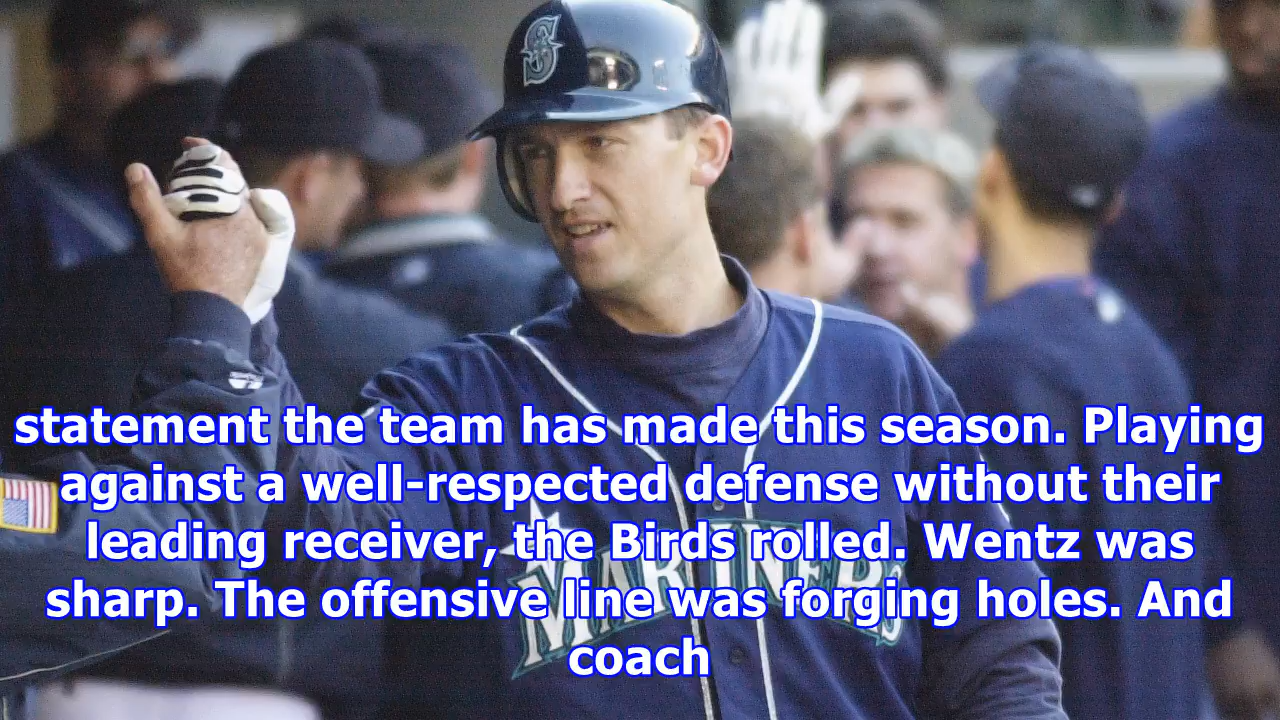 S
statement the team has made this season. Playing
against a well-respected defense without their
leading receiver, the Birds rolled. Wentz was
sharp. The offensive line was forging holes. And
coach
MARINERS